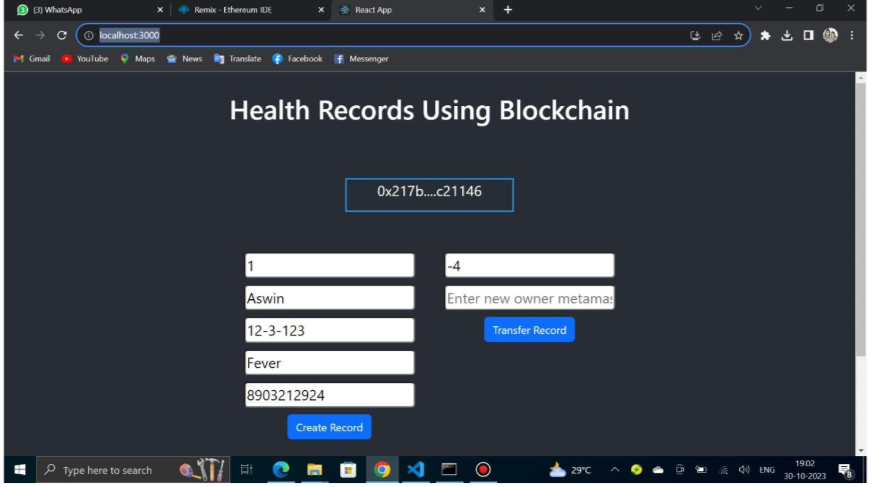 (3) WhatsApp
Remix - Ethereum IDE
React App
localhost:3000
Gmail YouTube Maps News Translate Facebook Messenger
Health Records Using Blockchain
0x217b....c21146
1
Aswin
12-3-123
Fever
8903212924
Create Record
-4
Enter new owner metamas
Transfer Record
Type here to search
29°C
ENG
19:02
30-10-2023
8